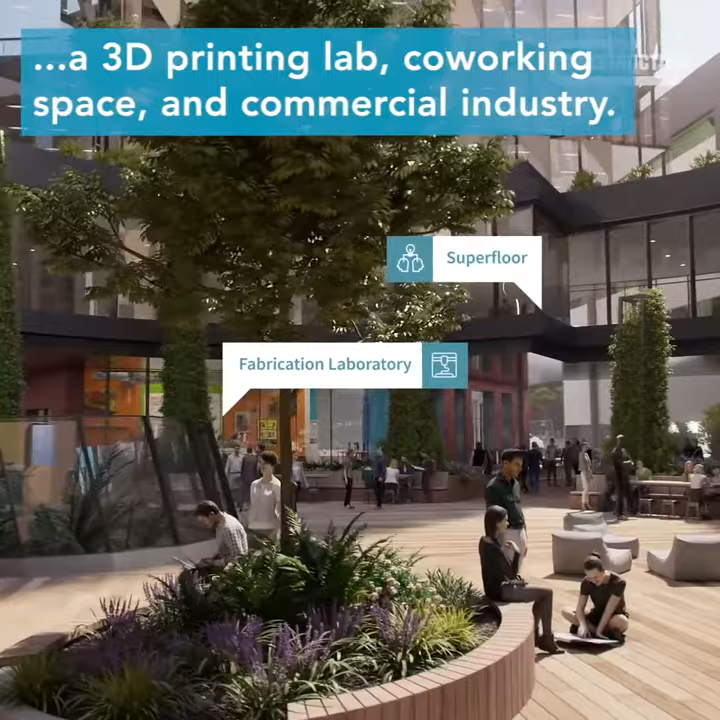 ...a 3D printing lab, coworking
space, and commercial industry.
Superfloor
Fabrication Laboratory